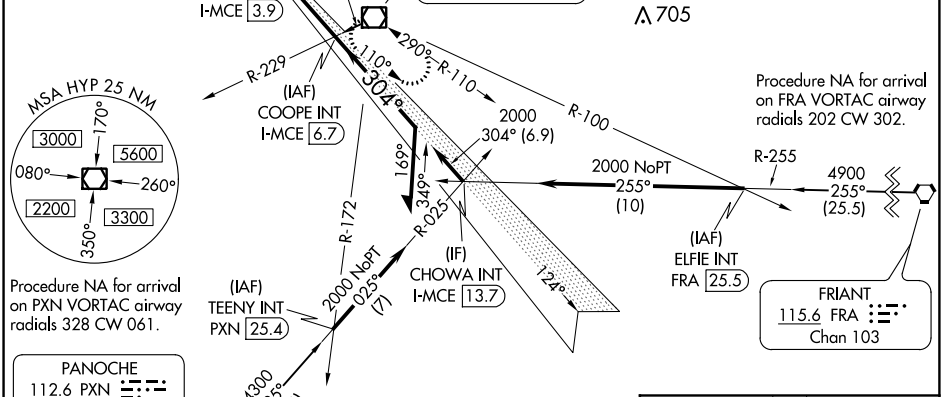 I-MCE 3.9
705
R-229
110°
290°
R-110
304°
(IAF)
COOPE INT
I-MCE 6.7
R-100
2000
304° (6.9)
Procedure NA for arrival
on FRA VORTAC airway
radials 202 CW 302.
MSA HYP 25 NM
3000
170°
5600
080°
260°
2200
350°
3300
169°
349°
R-172
R-025
2000 NoPT
255°
(10)
R-255
4900
255°
(25.5)
(IAF)
ELFIE INT
FRA 25.5
(IF)
CHOWA INT
I-MCE 13.7
124°
Procedure NA for arrival
on PXN VORTAC airway
radials 328 CW 061.
(IAF)
TEENY INT
PXN 25.4
2000 NoPT
025°
(7)
FRIANT
115.6 FRA
Chan 103
PANOCHE
112.6 PXN
4300